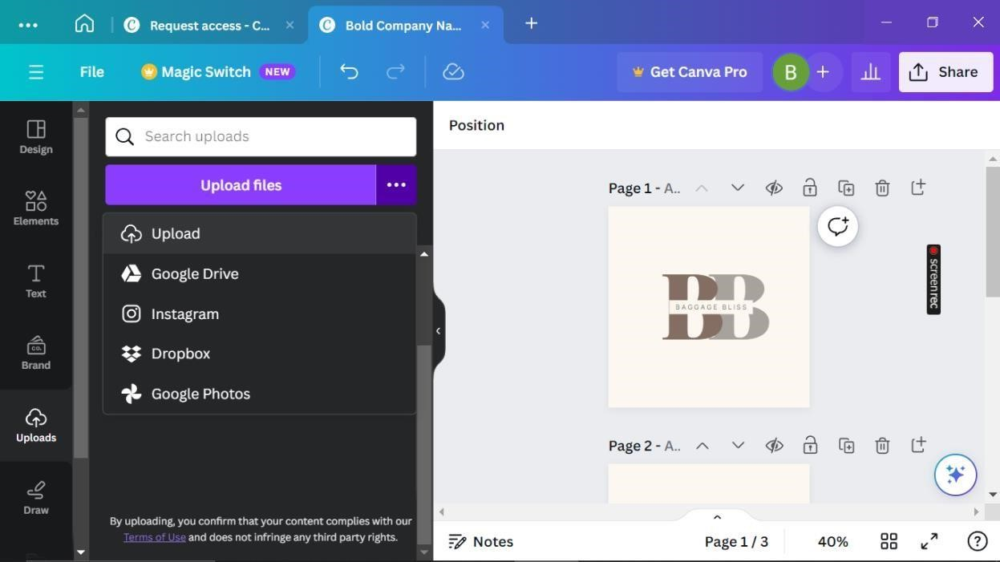 Request access - C...
Bold Company Na...
File
Magic Switch NEW
Get Canva Pro
B
Share
Design
Elements
Text
CO.
Brand
Uploads
Draw
Search uploads
Upload files
Upload
Google Drive
Instagram
Dropbox
Google Photos
By uploading, you confirm that your content complies with our
Terms of Use and does not infringe any third party rights.
Position
Page 1 - A..
BB
BAGGAGE BLISS
screenrec
Page 2 - A..
Notes
Page 1 / 3
40%